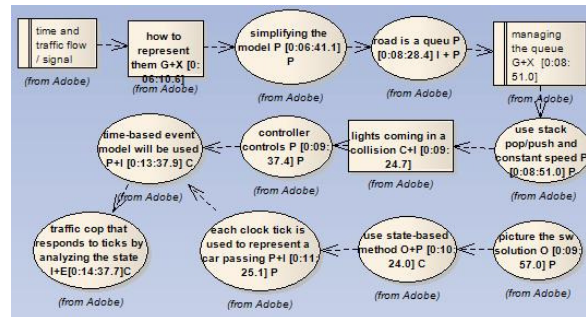 time and
traffic flow
/ signal
(from Adobe)
how to
represent
them G+X [0:
06:10.6]
(from Adobe)
simplifying the
model P [0:06:41.1]
P
(from Adobe)
road is a queu P
[0:08:28.4] I + P
(from Adobe)
managing
the queue
G+X [0:08:
51.0]
(from Adobe)
time-based event
model will be used
P+I [0:13:37.9] C
(from Adobe)
controller
controls P [0:09:
37.4] P
(from Adobe)
lights coming in a
collision C+I [0:09:
24.7]
(from Adobe)
use stack
pop/push and
constant speed P
[0:08:51.0] P
(from Adobe)
traffic cop that
responds to ticks by
analyzing the state
I+E[0:14:37.7]C
(from Adobe)
each clock tick is
used to represent a
car passing P+I [0:11:
25.1] P
(from Adobe)
use state-based
method O+P [0:10:
24.0] C
(from Adobe)
picture the sw
solution O [0:09:
57.0] P
(from Adobe)